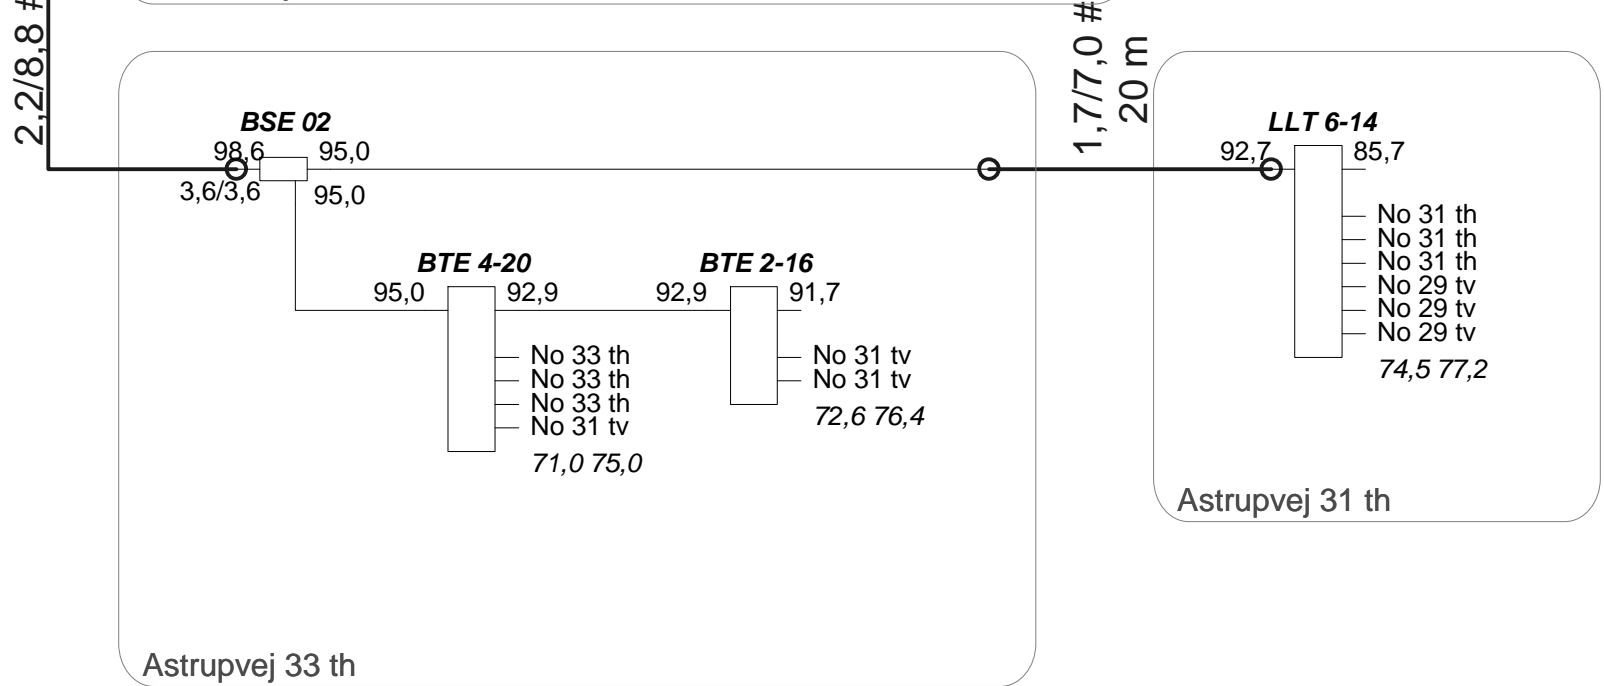 2,2/8,8 #
1,7/7,0 #
20 m
BSE 02
98,6
95,0
3,6/3,6
95,0
BTE 4-20
95,0
92,9
No 33 th
No 33 th
No 33 th
No 31 tv
71,0 75,0
BTE 2-16
92,9
91,7
No 31 tv
No 31 tv
72,6 76,4
Astrupvej 33 th
LLT 6-14
92,7
85,7
No 31 th
No 31 th
No 31 th
No 29 tv
No 29 tv
No 29 tv
74,5 77,2
Astrupvej 31 th